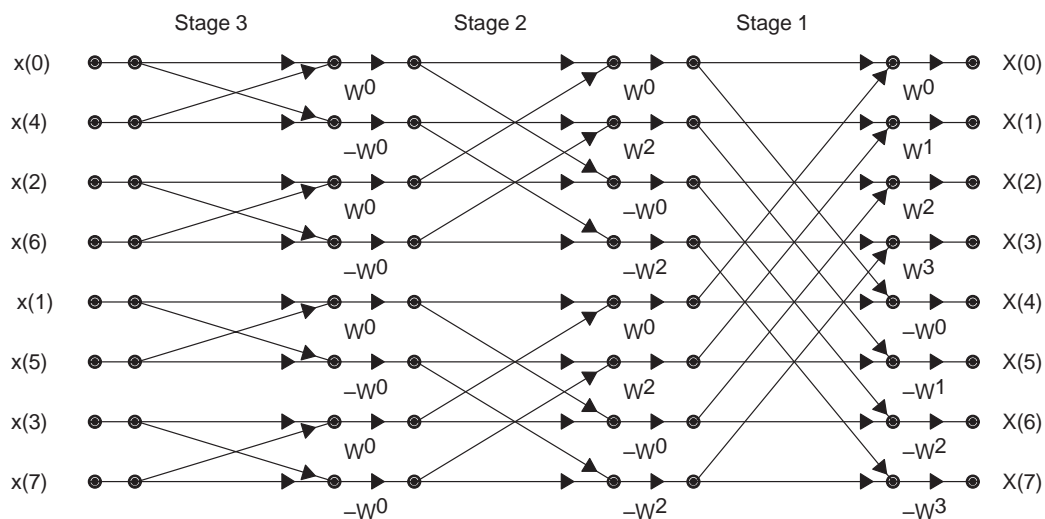 Stage 3 Stage 2 Stage 1
x(0) X(0)
W0 W0 W0
x(4) X(1)
–W0 W2 W1
x(2) X(2)
W0 –W0 W2
x(6) X(3)
–W0 –W2 W3
x(1) X(4)
W0 W0 –W0
x(5) X(5)
–W0 W2 –W1
x(3) X(6)
W0 –W0 –W2
x(7) X(7)
–W0 –W2 –W3